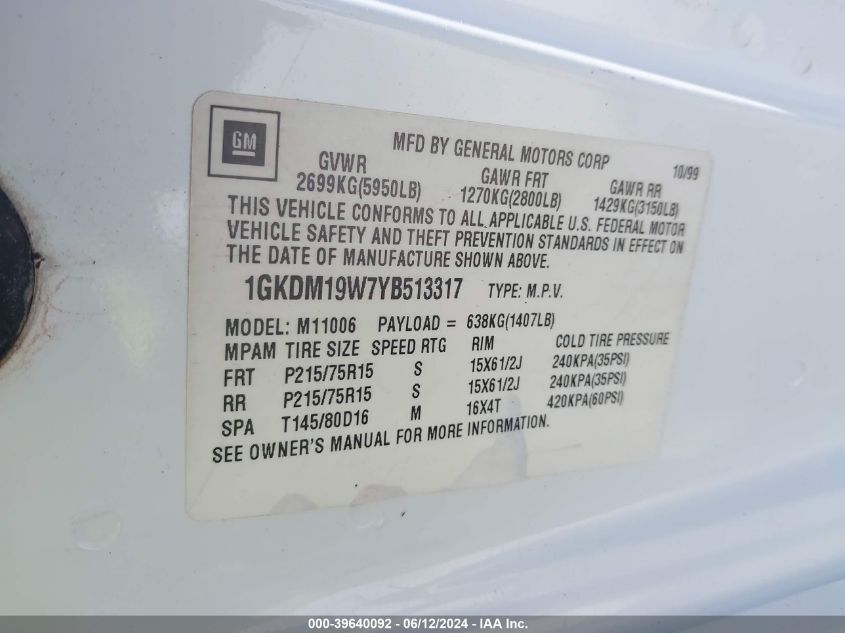 GM
MFD BY GENERAL MOTORS CORP 10/99
GVWR GAWR FRT GAWR RR
2699KG(5950LB) 1270KG(2800LB) 1429KG(3150LB)
THIS VEHICLE CONFORMS TO ALL APPLICABLE U.S. FEDERAL MOTOR
VEHICLE SAFETY AND THEFT PREVENTION STANDARDS IN EFFECT ON
THE DATE OF MANUFACTURE SHOWN ABOVE.
1GKDM19W7YB513317 TYPE: M.P.V.
MODEL: M11006 PAYLOAD = 638KG(1407LB)
MPAM TIRE SIZE SPEED RTG RIM COLD TIRE PRESSURE
FRT P215/75R15 S 15X61/2J 240KPA(35PSI)
RR P215/75R15 S 15X61/2J 240KPA(35PSI)
SPA T145/80D16 M 16X4T 420KPA(60PSI)
SEE OWNER'S MANUAL FOR MORE INFORMATION.
000-39640092 - 06/12/2024 - IAA Inc.